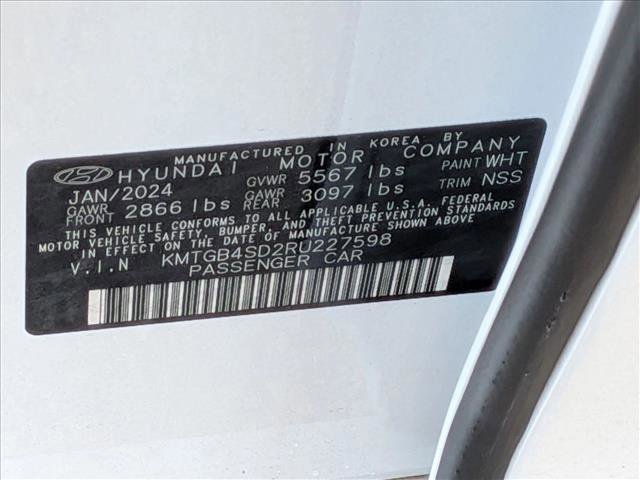 MANUFACTURED IN KOREA BY
HYUNDAI MOTOR COMPANY
JAN/2024 GVWR 5567 lbs PAINT WHT
GAWR FRONT 2866 lbs GAWR REAR 3097 lbs TRIM NSS
THIS VEHICLE CONFORMS TO ALL APPLICABLE U.S.A. FEDERAL
MOTOR VEHICLE SAFETY, BUMPER, AND THEFT PREVENTION STANDARDS
IN EFFECT ON THE DATE OF MANUFACTURE SHOWN ABOVE
V.I.N KMTGB4SD2RU227598
PASSENGER CAR